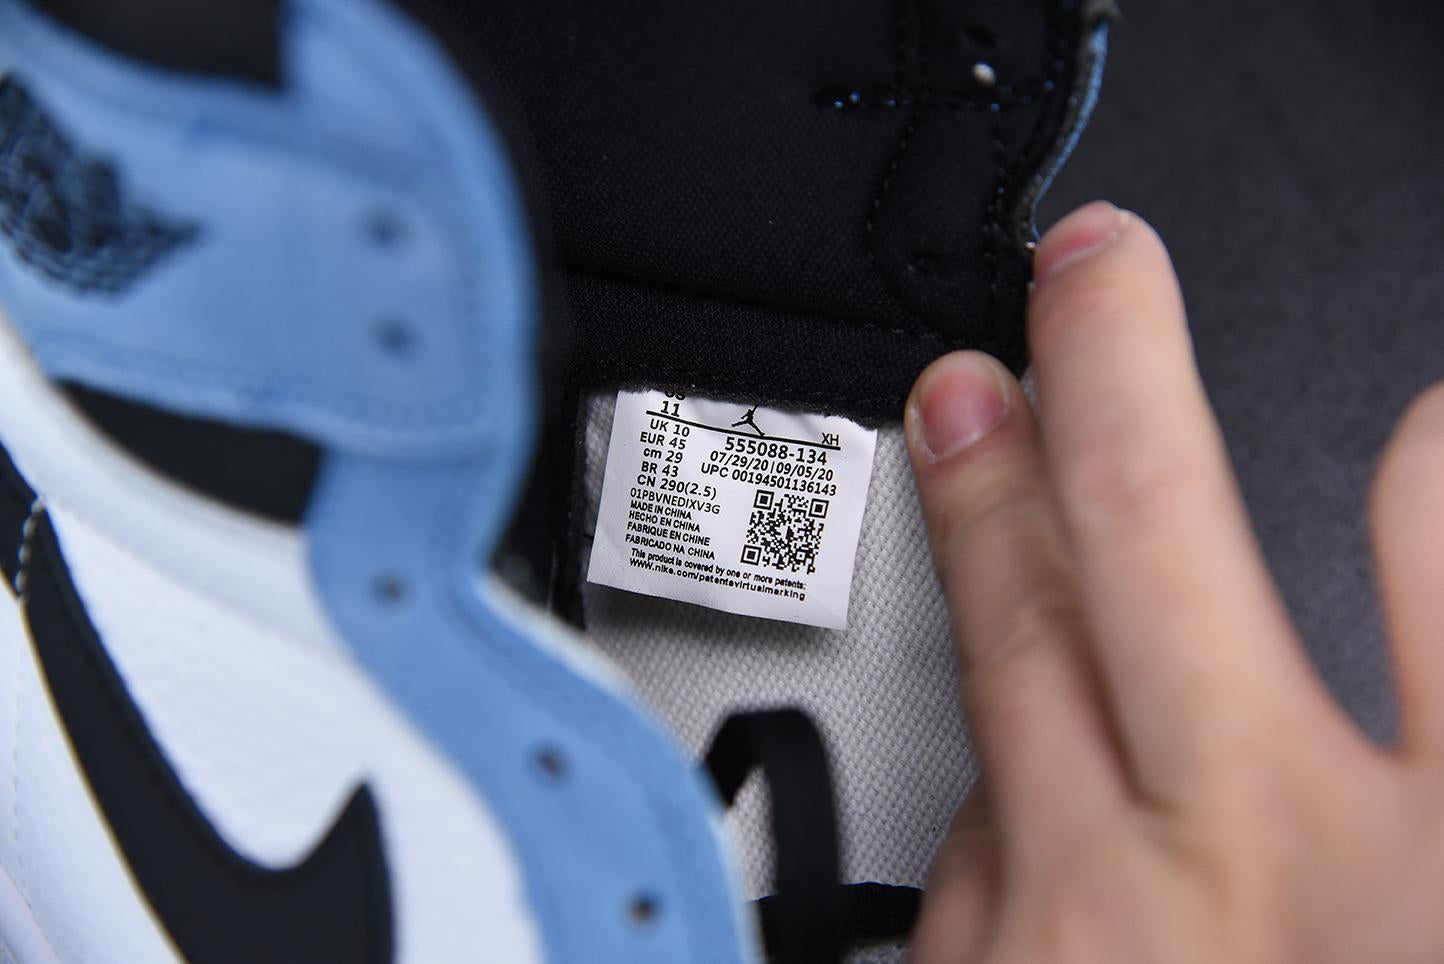 11
XH
UK 10
555088-134
EUR 45
07/29/20|09/05/20
cm 29
UPC 00194501136143
BR 43
CN 290(2.5)
01PBVNEDIXV3G
MADE IN CHINA
HECHO EN CHINA
FABRIQUE EN CHINE
FABRICADO NA CHINA
This product is covered by one or more patents:
www.nike.com/patentsvirtualmarking